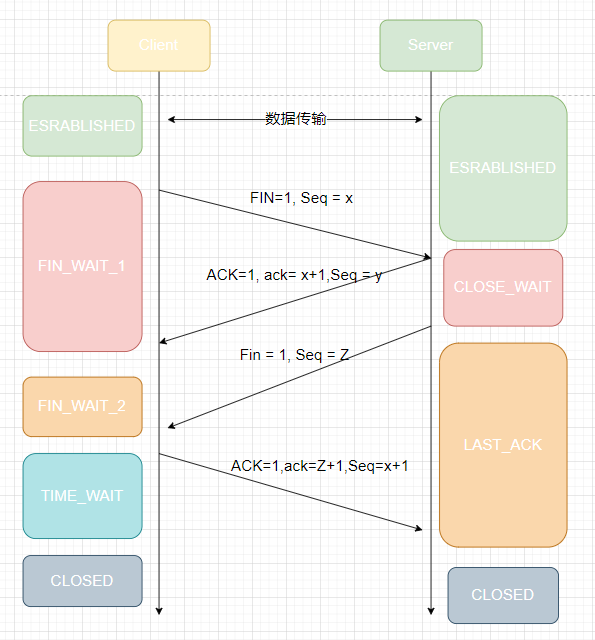 Client
Server
ESRABLISHED
数据传输
ESRABLISHED
FIN=1, Seq = x
FIN_WAIT_1
ACK=1, ack= x+1,Seq = y
CLOSE_WAIT
Fin = 1, Seq = Z
FIN_WAIT_2
LAST_ACK
ACK=1,ack=Z+1,Seq=x+1
TIME_WAIT
CLOSED
CLOSED